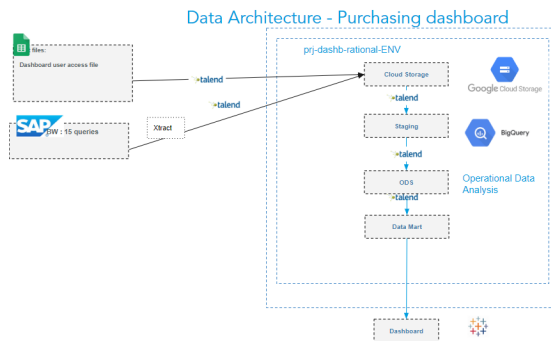 Data Architecture - Purchasing dashboard
files:
Dashboard user access file
talend
talend
SAP
BW : 15 queries
Xtract
prj-dashb-rational-ENV
Cloud Storage
Google Cloud Storage
talend
Staging
BigQuery
talend
ODS
Operational Data
Analysis
talend
Data Mart
Dashboard